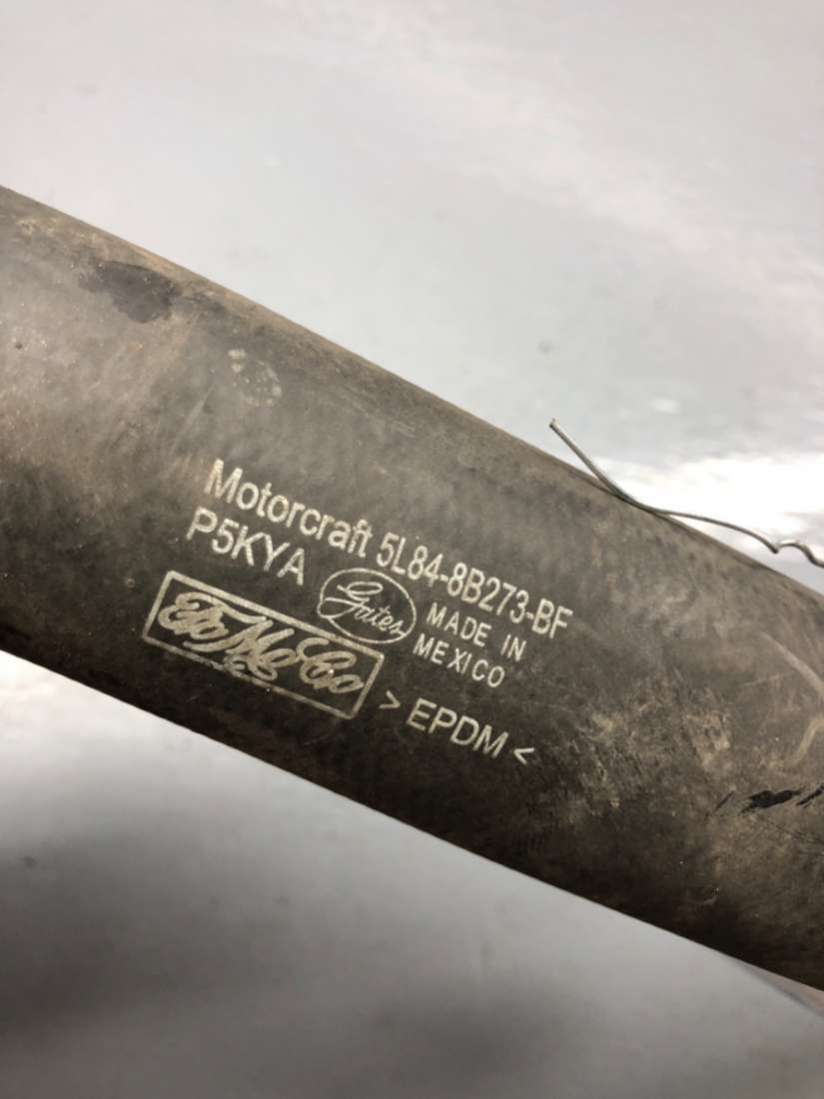 Motorcraft 5L84-8B273-BF
P5KYA
Gates
MADE IN
MEXICO
FoMoCo
> EPDM <